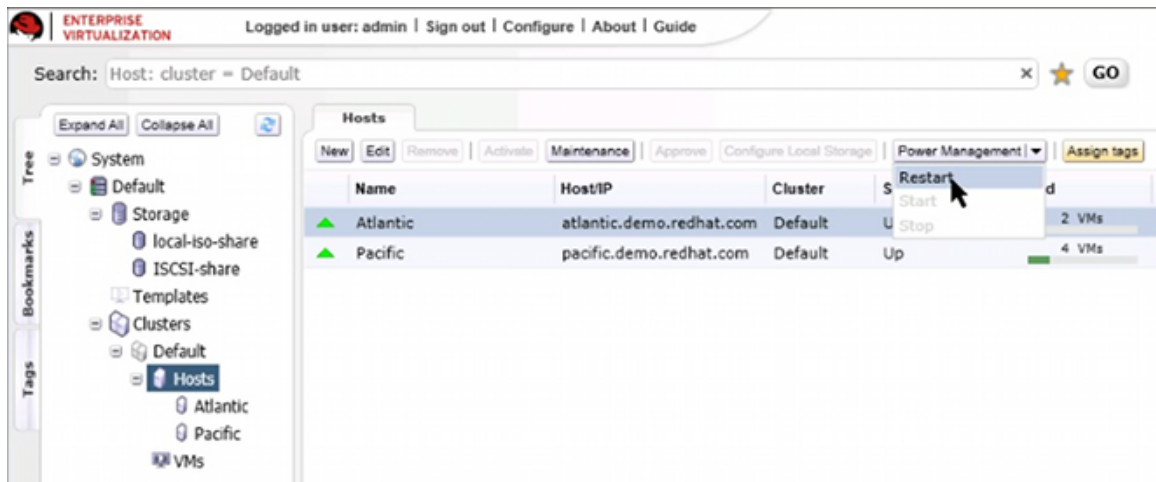 ENTERPRISE
VIRTUALIZATION
Logged in user: admin | Sign out | Configure | About | Guide
Search: Host: cluster = Default x GO
Tree
Bookmarks
Tags
Expand All Collapse All
System
Default
Storage
local-iso-share
ISCSI-share
Templates
Clusters
Default
Hosts
Atlantic
Pacific
VMs
Hosts
New Edit Remove | Activate Maintenance | Approve Configure Local Storage | Power Management | Assign tags
Restart
Start
Stop
Name Host/IP Cluster S d
Atlantic atlantic.demo.redhat.com Default U 2 VMs
Pacific pacific.demo.redhat.com Default Up 4 VMs